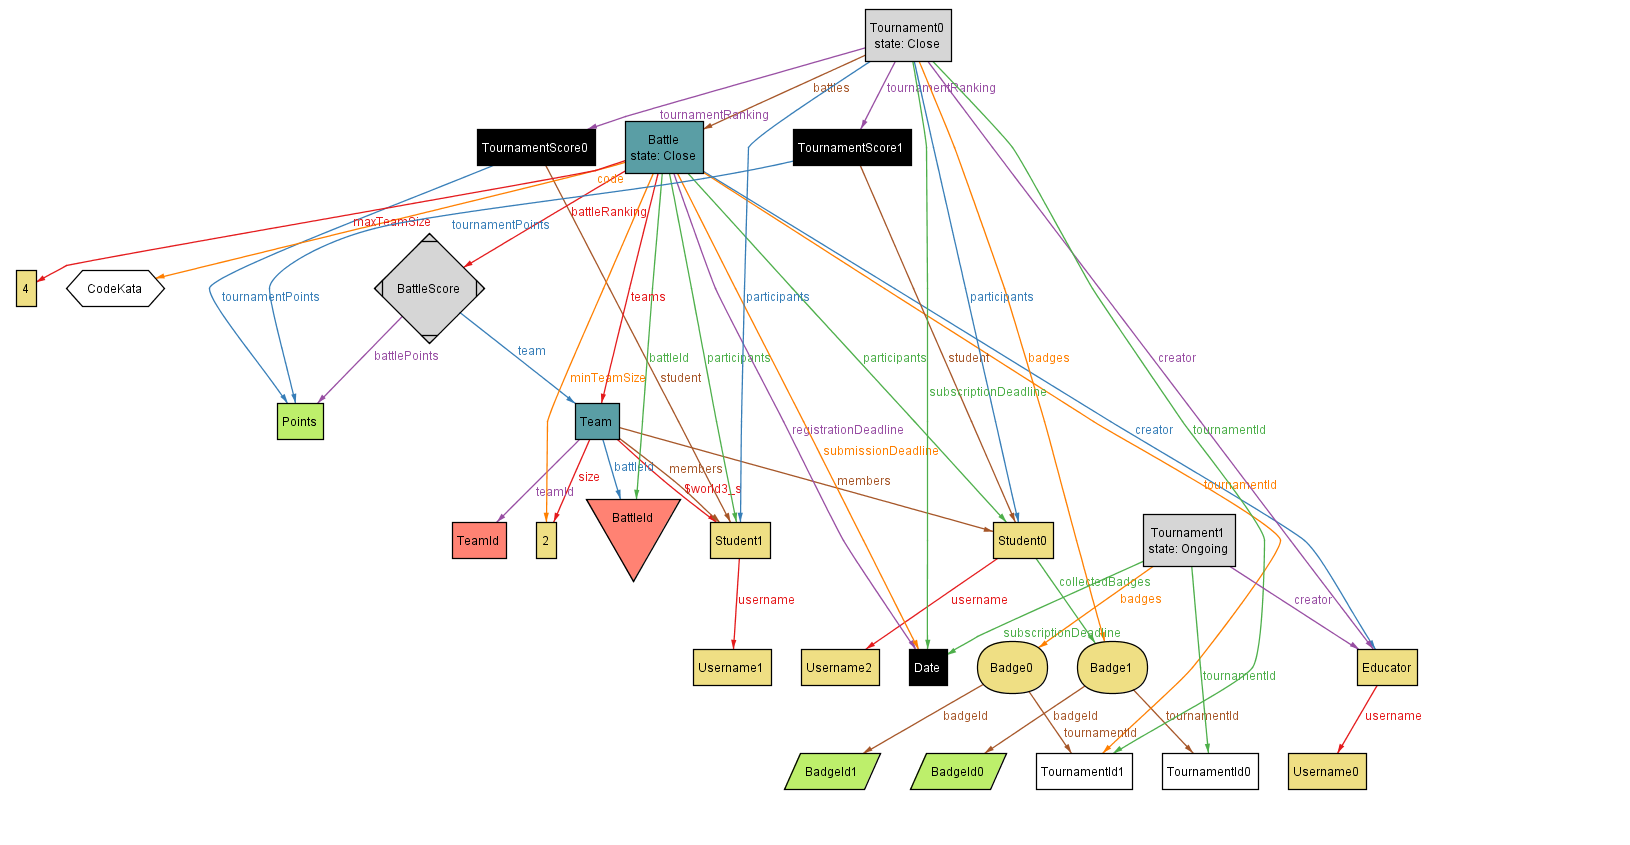 Tournament0
state: Close
battles
tournamentRanking
tournamentRanking
Battle
state: Close
TournamentScore0
TournamentScore1
code
battleRanking
maxTeamSize
tournamentPoints
4
CodeKata
BattleScore
tournamentPoints
teams
participants
participants
battlePoints
team
battleId
participants
participants
student
badges
creator
minTeamSize
student
subscriptionDeadline
Points
Team
registrationDeadline
creator
tournamentId
submissionDeadline
members
battleId
size
members
$world3_s
teamId
tournamentId
TeamId
2
BattleId
Student1
Student0
Tournament1
state: Ongoing
username
username
collectedBadges
badges
creator
subscriptionDeadline
Username1
Username2
Date
Badge0
Badge1
Educator
tournamentId
badgeId
badgeId
tournamentId
tournamentId
username
BadgeId1
BadgeId0
TournamentId1
TournamentId0
Username0